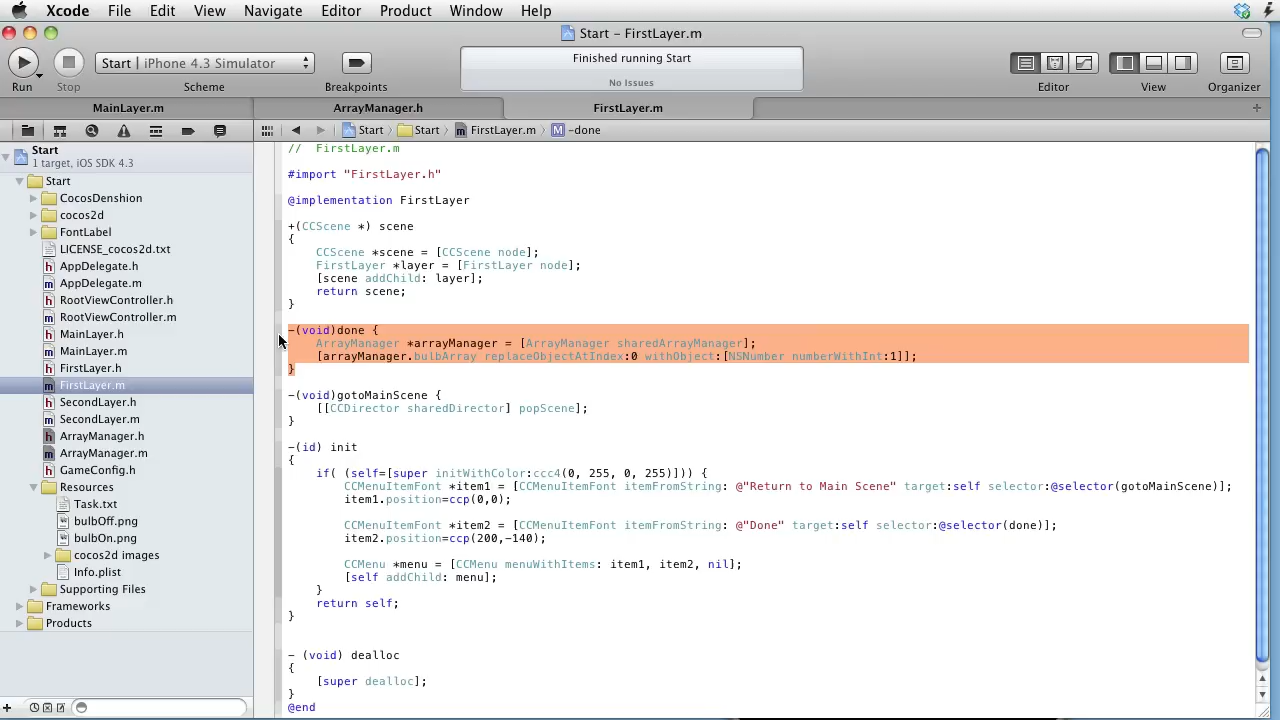 Xcode File Edit View Navigate Editor Product Window Help
Start – FirstLayer.m
Finished running Start
No Issues
Start | iPhone 4.3 Simulator
Run Stop Scheme Breakpoints Editor View Organizer
MainLayer.m ArrayManager.h FirstLayer.m
Start Start FirstLayer.m M -done
Start
1 target, iOS SDK 4.3
Start
CocosDenshion
cocos2d
FontLabel
LICENSE_cocos2d.txt
h AppDelegate.h
m AppDelegate.m
h RootViewController.h
m RootViewController.m
h MainLayer.h
m MainLayer.m
h FirstLayer.h
m FirstLayer.m
h SecondLayer.h
m SecondLayer.m
h ArrayManager.h
m ArrayManager.m
h GameConfig.h
Resources
Task.txt
bulbOff.png
bulbOn.png
cocos2d images
Info.plist
Supporting Files
Frameworks
Products
//  FirstLayer.m
#import "FirstLayer.h"
@implementation FirstLayer
+(CCScene *) scene
{
    CCScene *scene = [CCScene node];
    FirstLayer *layer = [FirstLayer node];
    [scene addChild: layer];
    return scene;
}
-(void)done {
    ArrayManager *arrayManager = [ArrayManager sharedArrayManager];
    [arrayManager.bulbArray replaceObjectAtIndex:0 withObject:[NSNumber numberWithInt:1]];
}
-(void)gotoMainScene {
    [[CCDirector sharedDirector] popScene];
}
-(id) init
{
    if( (self=[super initWithColor:ccc4(0, 255, 0, 255)])) {
        CCMenuItemFont *item1 = [CCMenuItemFont itemFromString: @"Return to Main Scene" target:self selector:@selector(gotoMainScene)];
        item1.position=ccp(0,0);
        CCMenuItemFont *item2 = [CCMenuItemFont itemFromString: @"Done" target:self selector:@selector(done)];
        item2.position=ccp(200,-140);
        CCMenu *menu = [CCMenu menuWithItems: item1, item2, nil];
        [self addChild: menu];
    }
    return self;
}
- (void) dealloc
{
    [super dealloc];
}
@end